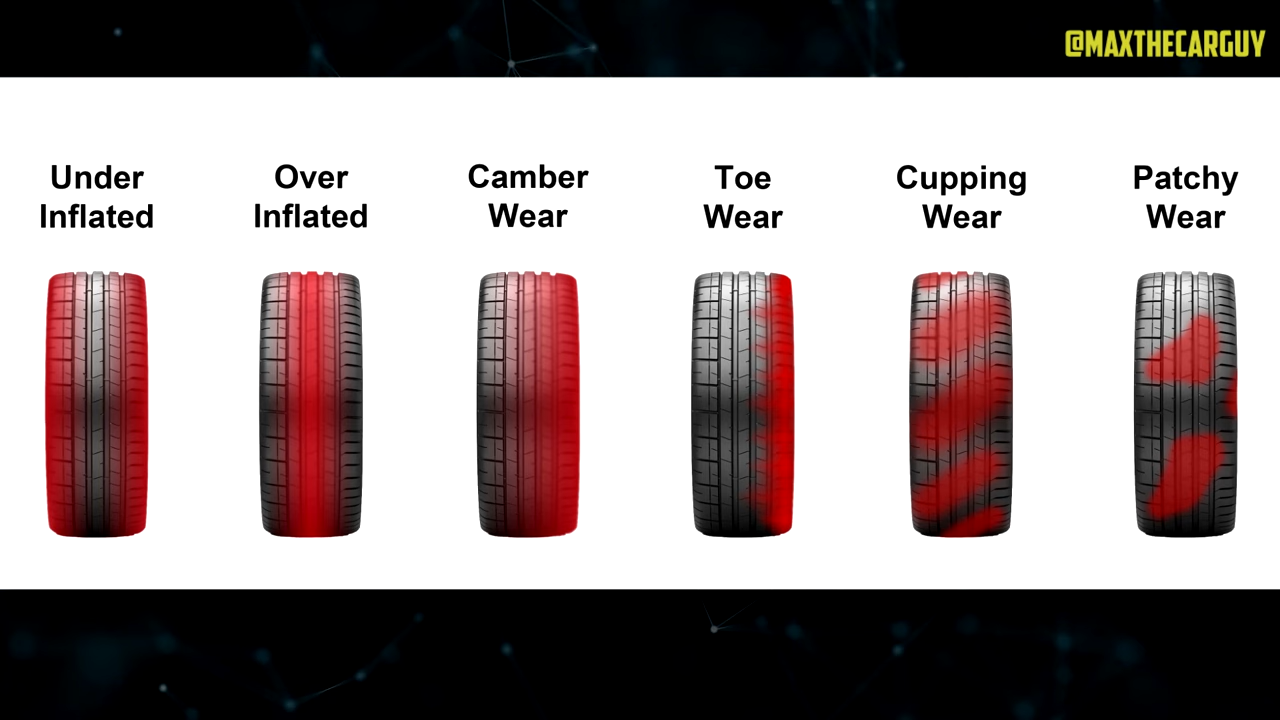 @MAXTHECARGUY
Under
Inflated
Over
Inflated
Camber
Wear
Toe
Wear
Cupping
Wear
Patchy
Wear